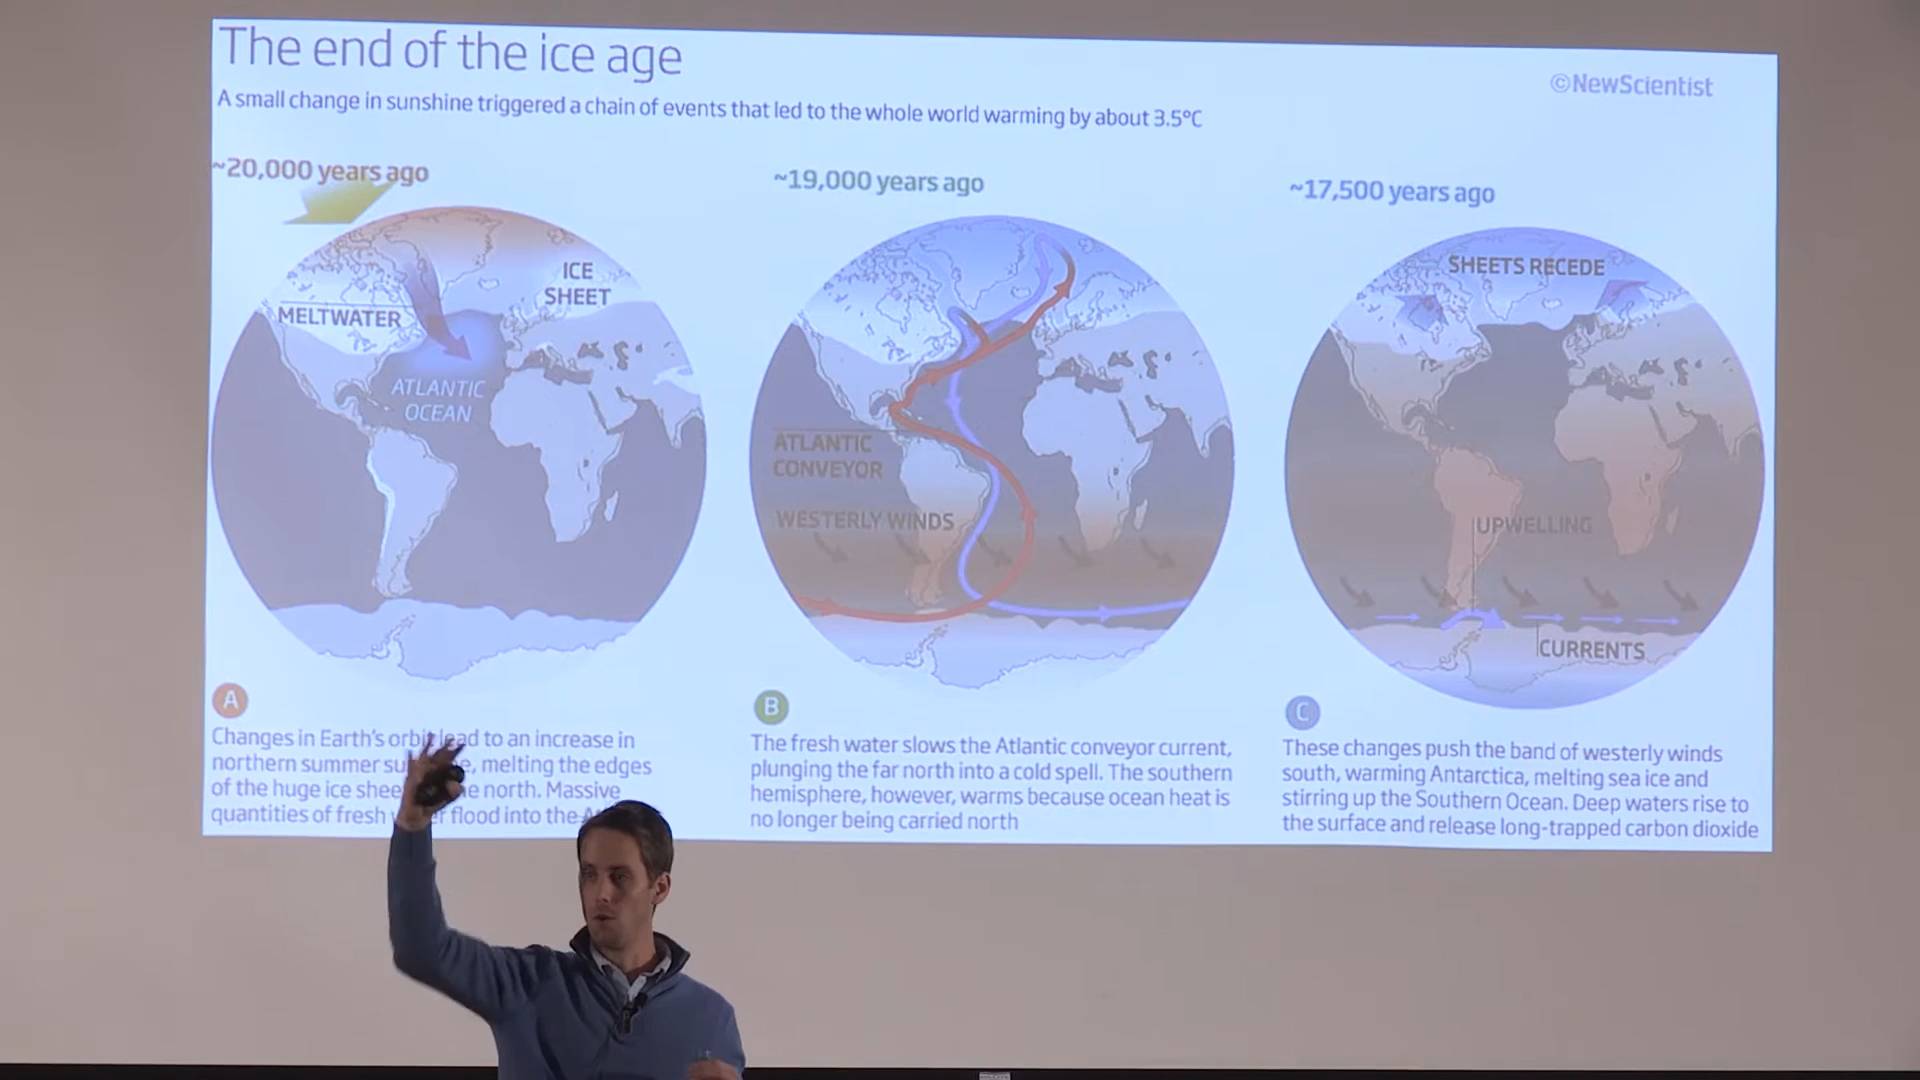 The end of the ice age
©NewScientist
A small change in sunshine triggered a chain of events that led to the whole world warming by about 3.5°C
~20,000 years ago
ICE
SHEET
MELTWATER
ATLANTIC
OCEAN
A
Changes in Earth's orbit lead to an increase in
northern summer, melting the edges
of the huge ice north. Massive
quantities of fresh flood into the
~19,000 years ago
ATLANTIC
CONVEYOR
WESTERLY WINDS
B
The fresh water slows the Atlantic conveyor current,
plunging the far north into a cold spell. The southern
hemisphere, however, warms because ocean heat is
no longer being carried north
~17,500 years ago
SHEETS RECEDE
UPWELLING
CURRENTS
C
These changes push the band of westerly winds
south, warming Antarctica, melting sea ice and
stirring up the Southern Ocean. Deep waters rise to
the surface and release long-trapped carbon dioxide